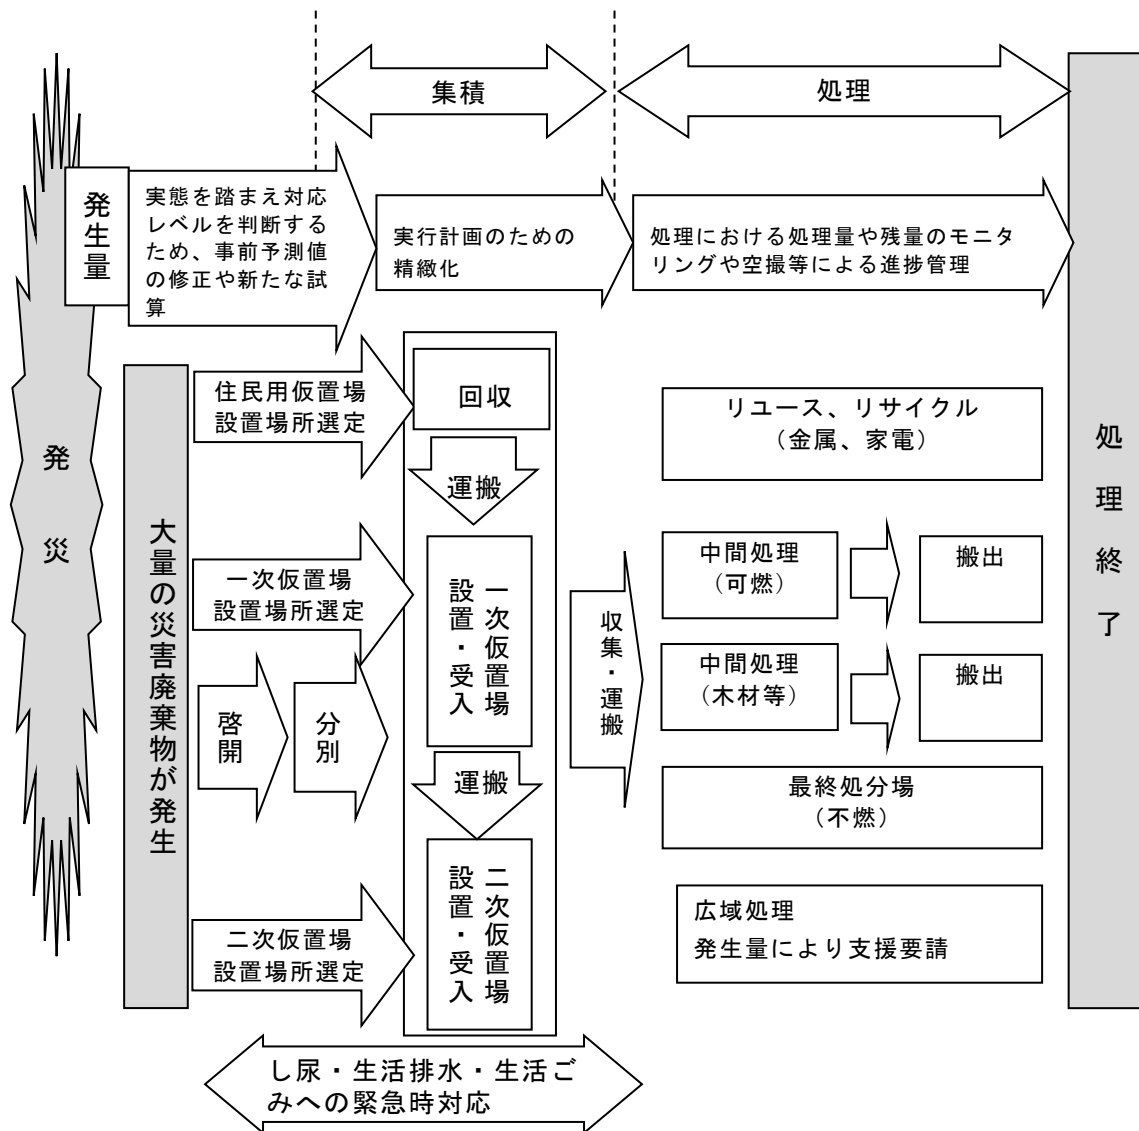 集積
処理
発生量
実態を踏まえ対応
レベルを判断する
ため、事前予測値
の修正や新たな試
算
実行計画のための
精緻化
処理における処理量や残量のモニタ
リングや空撮等による進捗管理
発災
大量の災害廃棄物が発生
住民用仮置場
設置場所選定
回収
運搬
一次仮置場
設置場所選定
一次仮置場
設置・受入
啓開
分別
運搬
二次仮置場
設置場所選定
二次仮置場
設置・受入
収集・運搬
リユース、リサイクル
（金属、家電）
中間処理
（可燃）
搬出
中間処理
（木材等）
搬出
最終処分場
（不燃）
広域処理
発生量により支援要請
処理終了
し尿・生活排水・生活ご
みへの緊急時対応